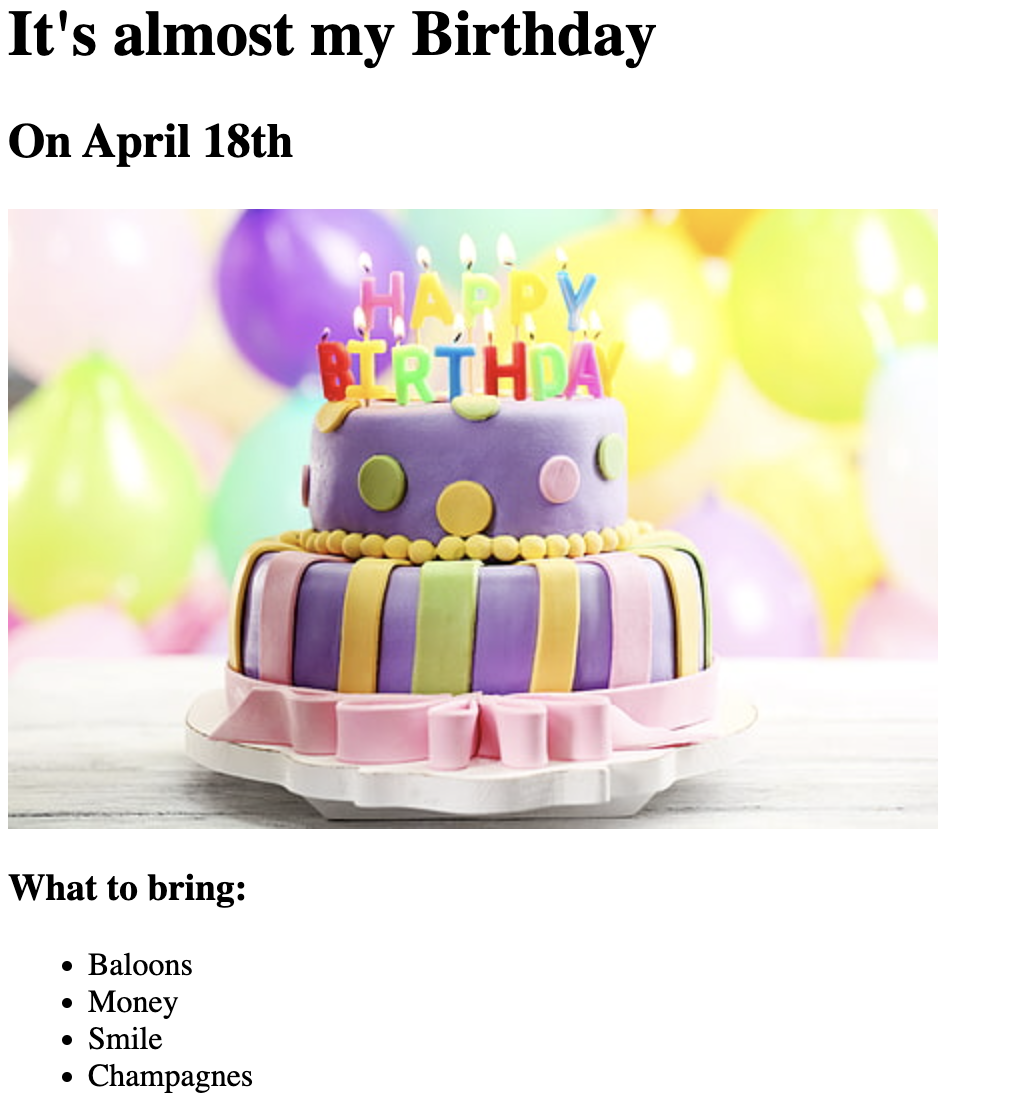 It's almost my Birthday
On April 18th
HAPPY
BIRTHDAY
What to bring:
Baloons
Money
Smile
Champagnes